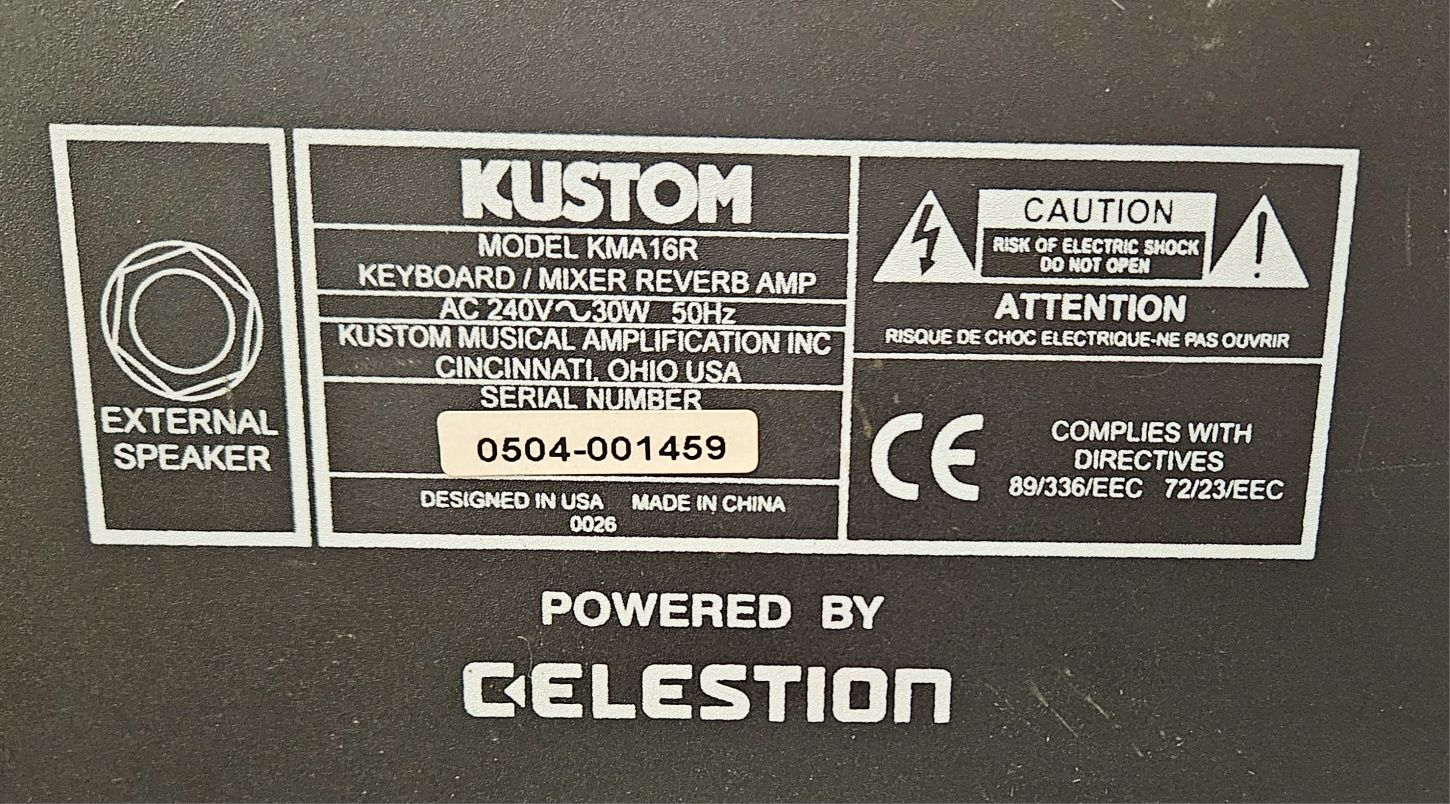 EXTERNAL
SPEAKER
KUSTOM
MODEL KMA16R
KEYBOARD / MIXER REVERB AMP
AC 240V~30W 50Hz
KUSTOM MUSICAL AMPLIFICATION INC
CINCINNATI, OHIO USA
SERIAL NUMBER
0504-001459
DESIGNED IN USA MADE IN CHINA
0026
CAUTION
RISK OF ELECTRIC SHOCK
DO NOT OPEN
ATTENTION
RISQUE DE CHOC ELECTRIQUE-NE PAS OUVRIR
CE
COMPLIES WITH
DIRECTIVES
89/336/EEC 72/23/EEC
POWERED BY
CELESTION